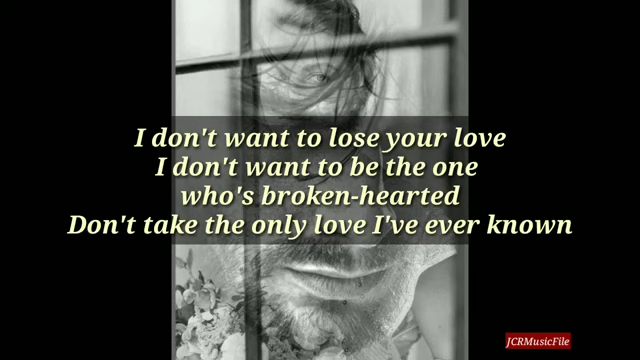 I don't want to lose your love
I don't want to be the one
who's broken-hearted
Don't take the only love I've ever known
JCRMusicFile